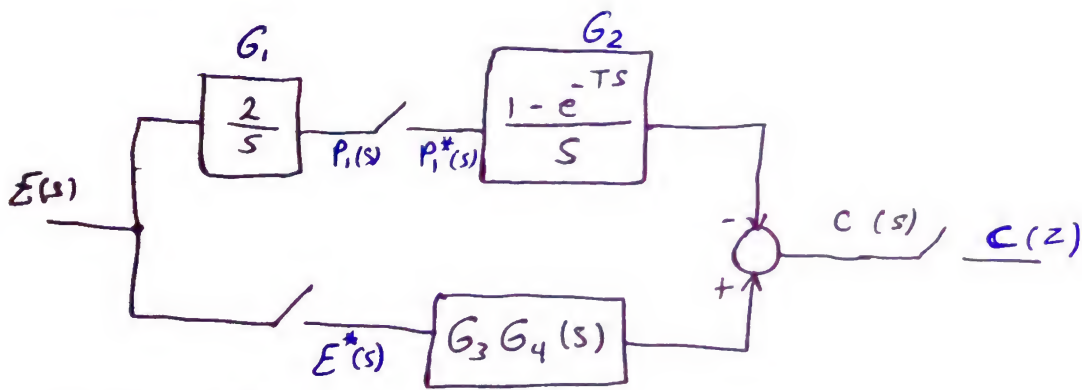 G₁
G₂
2
S
P₁(s)
P₁*(s)
1 - e^-TS
S
E(s)
-
+
C (s)
C(Z)
E*(s)
G₃ G₄ (s)